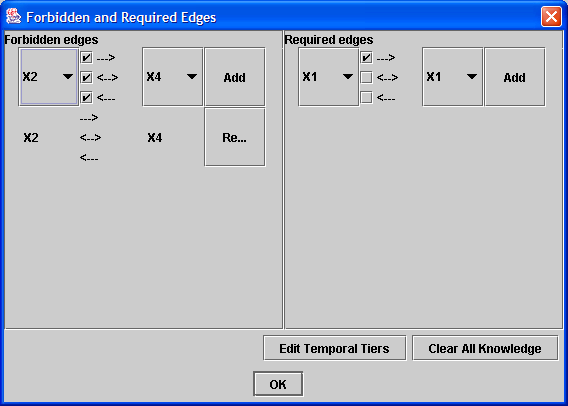 Forbidden and Required Edges
Forbidden edges
Required edges
X2 ---> X4 Add
<-->
<---
X1 ---> X1 Add
<-->
<---
--->
X2 <--> X4 Re...
<---
Edit Temporal Tiers
Clear All Knowledge
OK